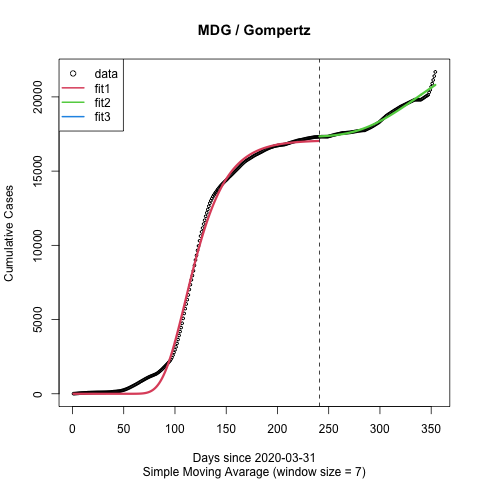 MDG / Gompertz
data
fit1
fit2
fit3
Cumulative Cases
0
5000
10000
15000
20000
0 50 100 150 200 250 300 350
Days since 2020-03-31
Simple Moving Avarage (window size = 7)